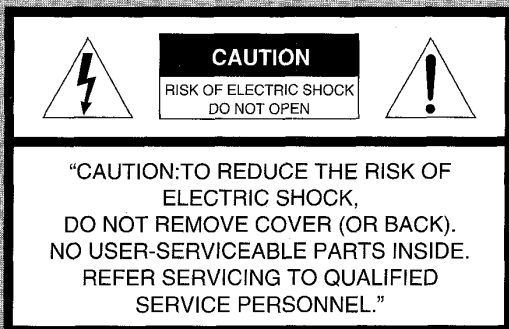 CAUTION
RISK OF ELECTRIC SHOCK
DO NOT OPEN
“CAUTION:TO REDUCE THE RISK OF
ELECTRIC SHOCK,
DO NOT REMOVE COVER (OR BACK).
NO USER-SERVICEABLE PARTS INSIDE.
REFER SERVICING TO QUALIFIED
SERVICE PERSONNEL.”